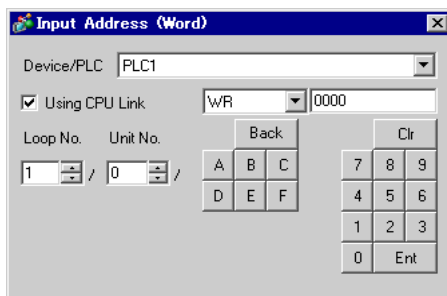 Input Address (Word)
Device/PLC PLC1
Using CPU Link WR 0000
Loop No. Unit No. Back Clr
1 / 0 / A B C 7 8 9
D E F 4 5 6
1 2 3
0 Ent